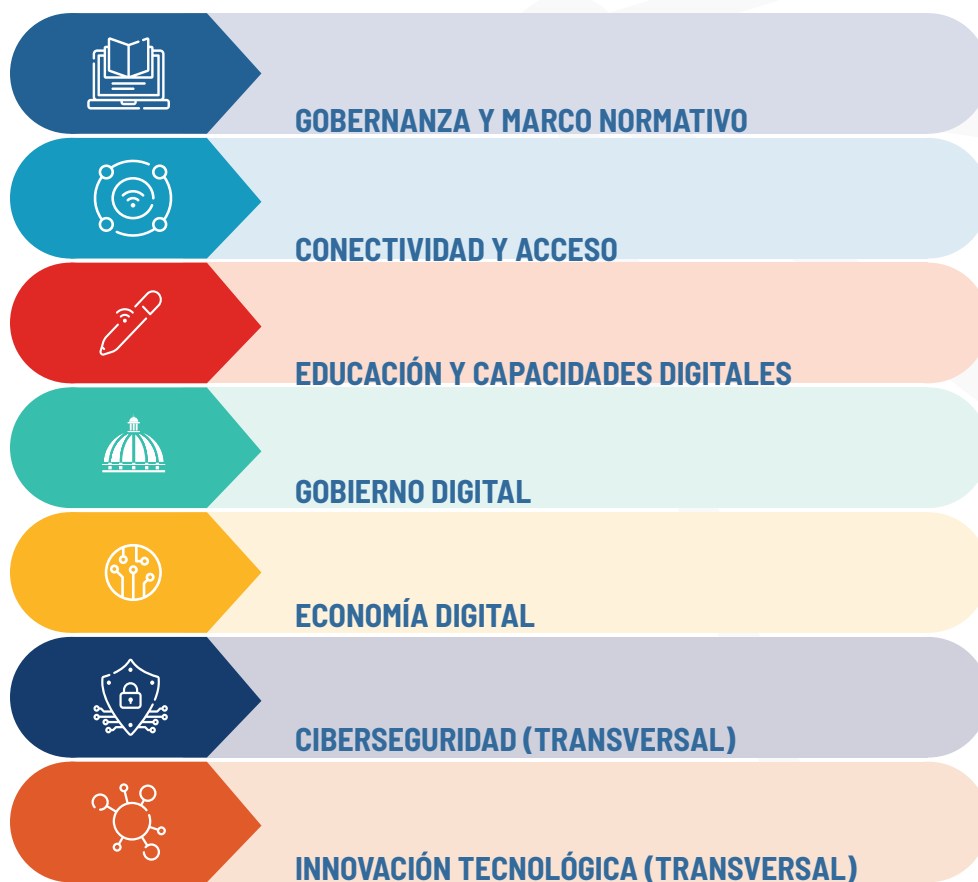 GOBERNANZA Y MARCO NORMATIVO
CONECTIVIDAD Y ACCESO
EDUCACIÓN Y CAPACIDADES DIGITALES
GOBIERNO DIGITAL
ECONOMÍA DIGITAL
CIBERSEGURIDAD (TRANSVERSAL)
INNOVACIÓN TECNOLÓGICA (TRANSVERSAL)